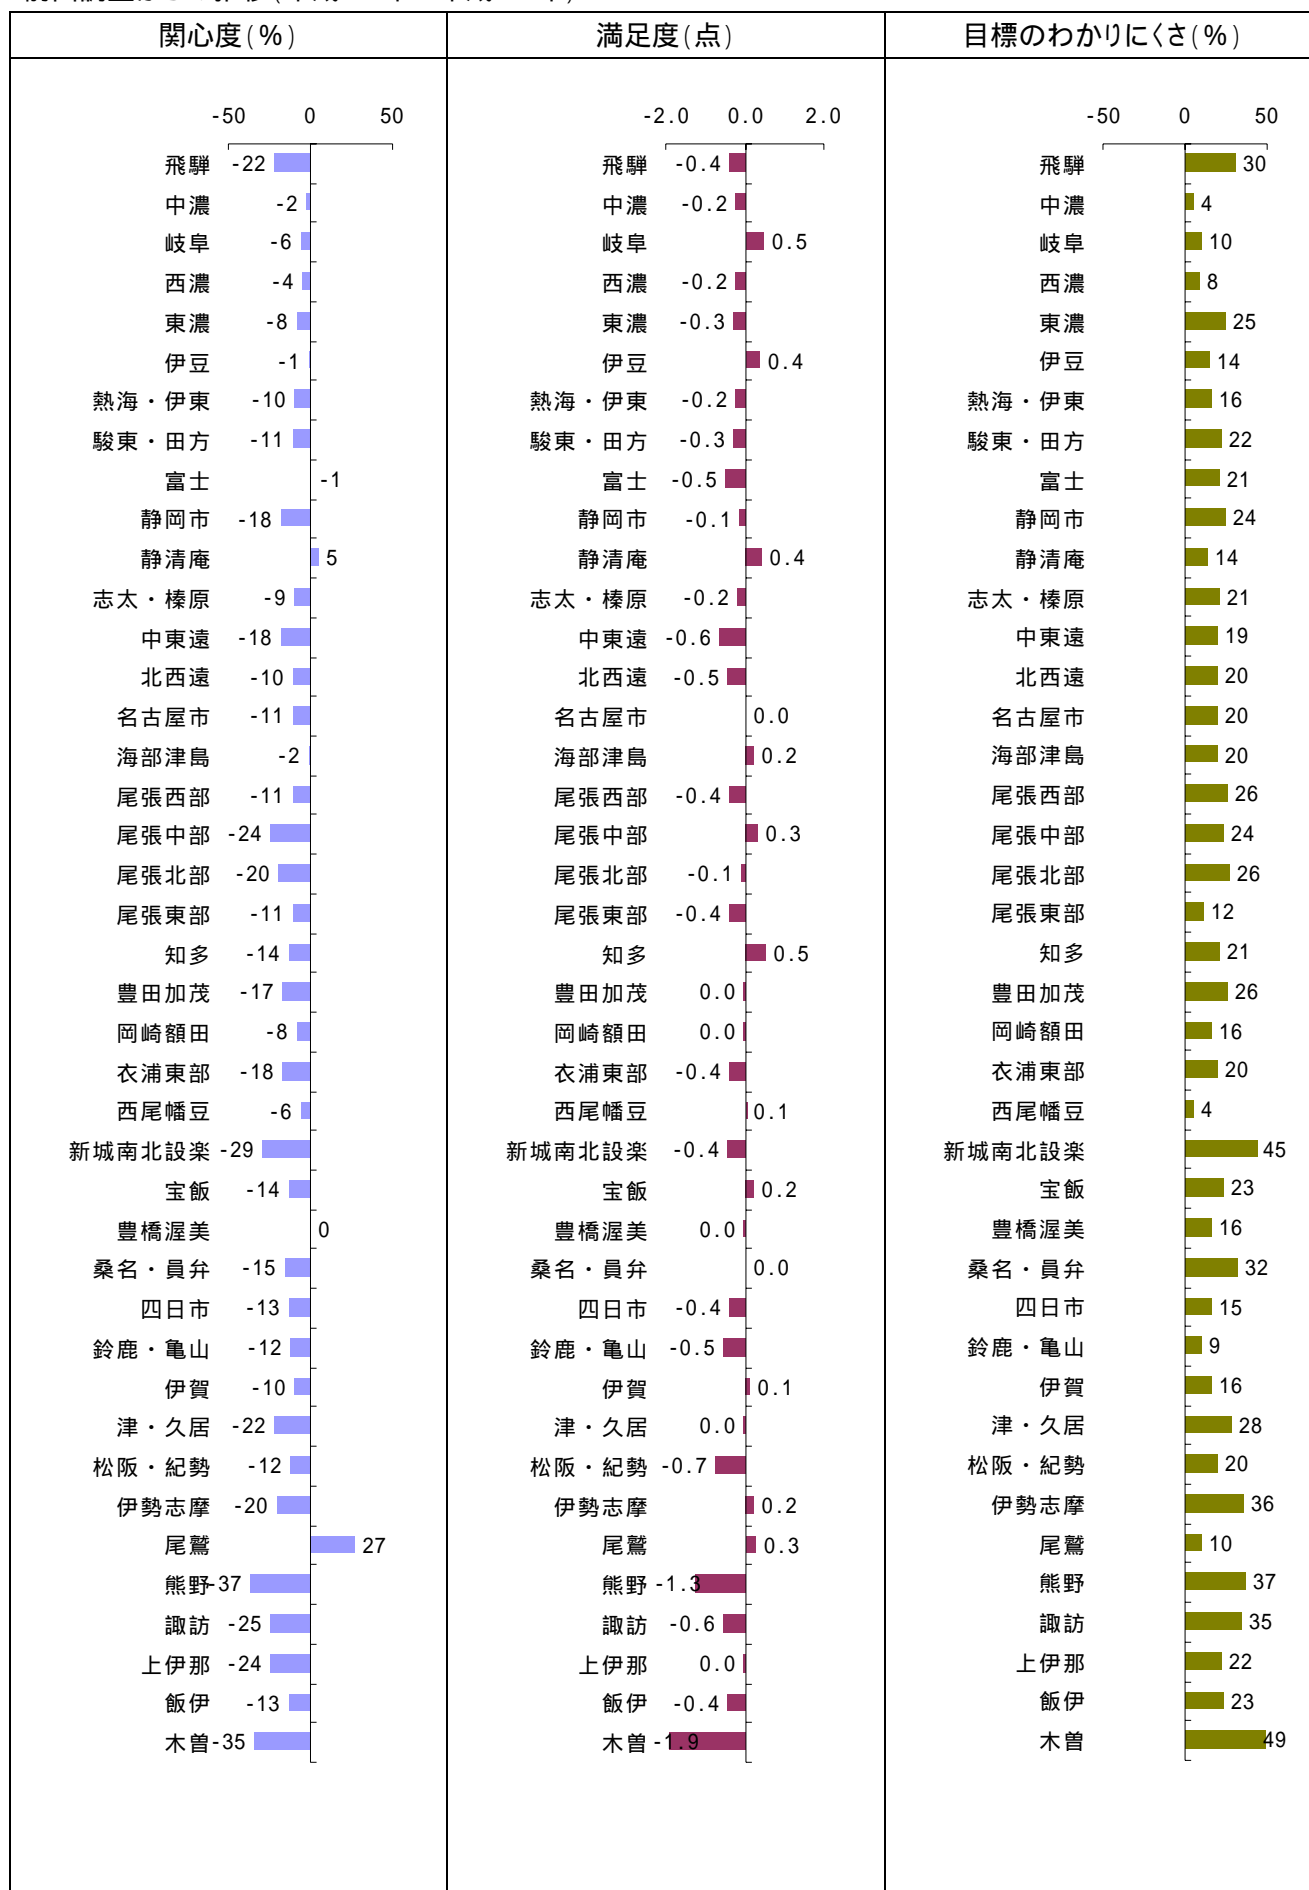 関心度(%) 満足度(点) 目標のわかりにくさ(%)
-50 0 50 -2.0 0.0 2.0 -50 0 50
飛騨 -22 飛騨 -0.4 飛騨 30
中濃 -2 中濃 -0.2 中濃 4
岐阜 -6 岐阜 0.5 岐阜 10
西濃 -4 西濃 -0.2 西濃 8
東濃 -8 東濃 -0.3 東濃 25
伊豆 -1 伊豆 0.4 伊豆 14
熱海・伊東 -10 熱海・伊東 -0.2 熱海・伊東 16
駿東・田方 -11 駿東・田方 -0.3 駿東・田方 22
富士 -1 富士 -0.5 富士 21
静岡市 -18 静岡市 -0.1 静岡市 24
静清庵 5 静清庵 0.4 静清庵 14
志太・榛原 -9 志太・榛原 -0.2 志太・榛原 21
中東遠 -18 中東遠 -0.6 中東遠 19
北西遠 -10 北西遠 -0.5 北西遠 20
名古屋市 -11 名古屋市 0.0 名古屋市 20
海部津島 -2 海部津島 0.2 海部津島 20
尾張西部 -11 尾張西部 -0.4 尾張西部 26
尾張中部 -24 尾張中部 0.3 尾張中部 24
尾張北部 -20 尾張北部 -0.1 尾張北部 26
尾張東部 -11 尾張東部 -0.4 尾張東部 12
知多 -14 知多 0.5 知多 21
豊田加茂 -17 豊田加茂 0.0 豊田加茂 26
岡崎額田 -8 岡崎額田 0.0 岡崎額田 16
衣浦東部 -18 衣浦東部 -0.4 衣浦東部 20
西尾幡豆 -6 西尾幡豆 0.1 西尾幡豆 4
新城南北設楽 -29 新城南北設楽 -0.4 新城南北設楽 45
宝飯 -14 宝飯 0.2 宝飯 23
豊橋渥美 0 豊橋渥美 0.0 豊橋渥美 16
桑名・員弁 -15 桑名・員弁 0.0 桑名・員弁 32
四日市 -13 四日市 -0.4 四日市 15
鈴鹿・亀山 -12 鈴鹿・亀山 -0.5 鈴鹿・亀山 9
伊賀 -10 伊賀 0.1 伊賀 16
津・久居 -22 津・久居 0.0 津・久居 28
松阪・紀勢 -12 松阪・紀勢 -0.7 松阪・紀勢 20
伊勢志摩 -20 伊勢志摩 0.2 伊勢志摩 36
尾鷲 27 尾鷲 0.3 尾鷲 10
熊野 -37 熊野 -1.3 熊野 37
諏訪 -25 諏訪 -0.6 諏訪 35
上伊那 -24 上伊那 0.0 上伊那 22
飯伊 -13 飯伊 -0.4 飯伊 23
木曽 -35 木曽 -1.9 木曽 49